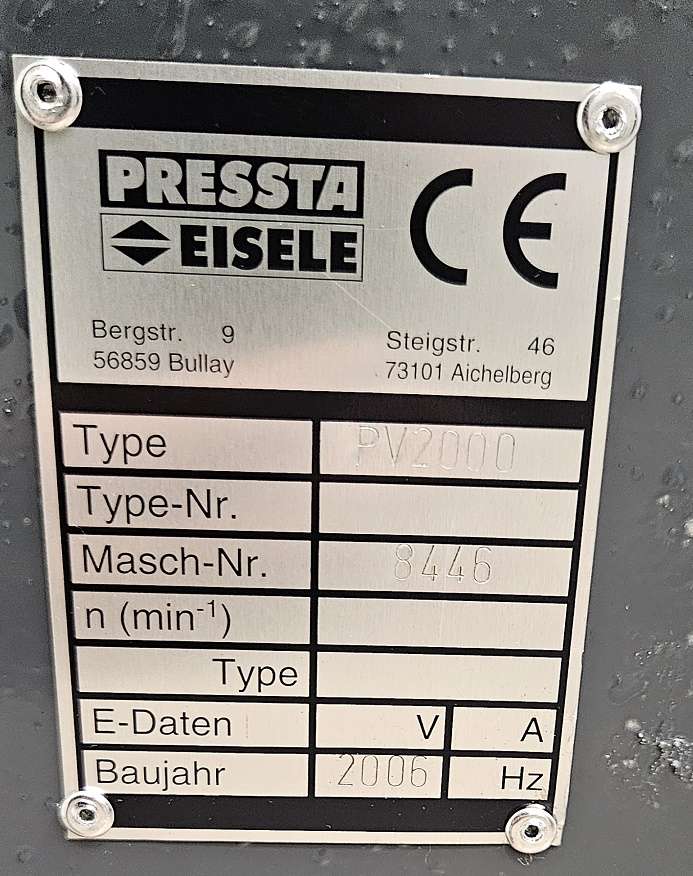 PRESSTA
EISELE
CE
Bergstr. 9
56859 Bullay
Steigstr. 46
73101 Aichelberg
Type PV2000
Type-Nr.
Masch-Nr. 8446
n (min⁻¹)
Type
E-Daten V A
Baujahr 2006 Hz